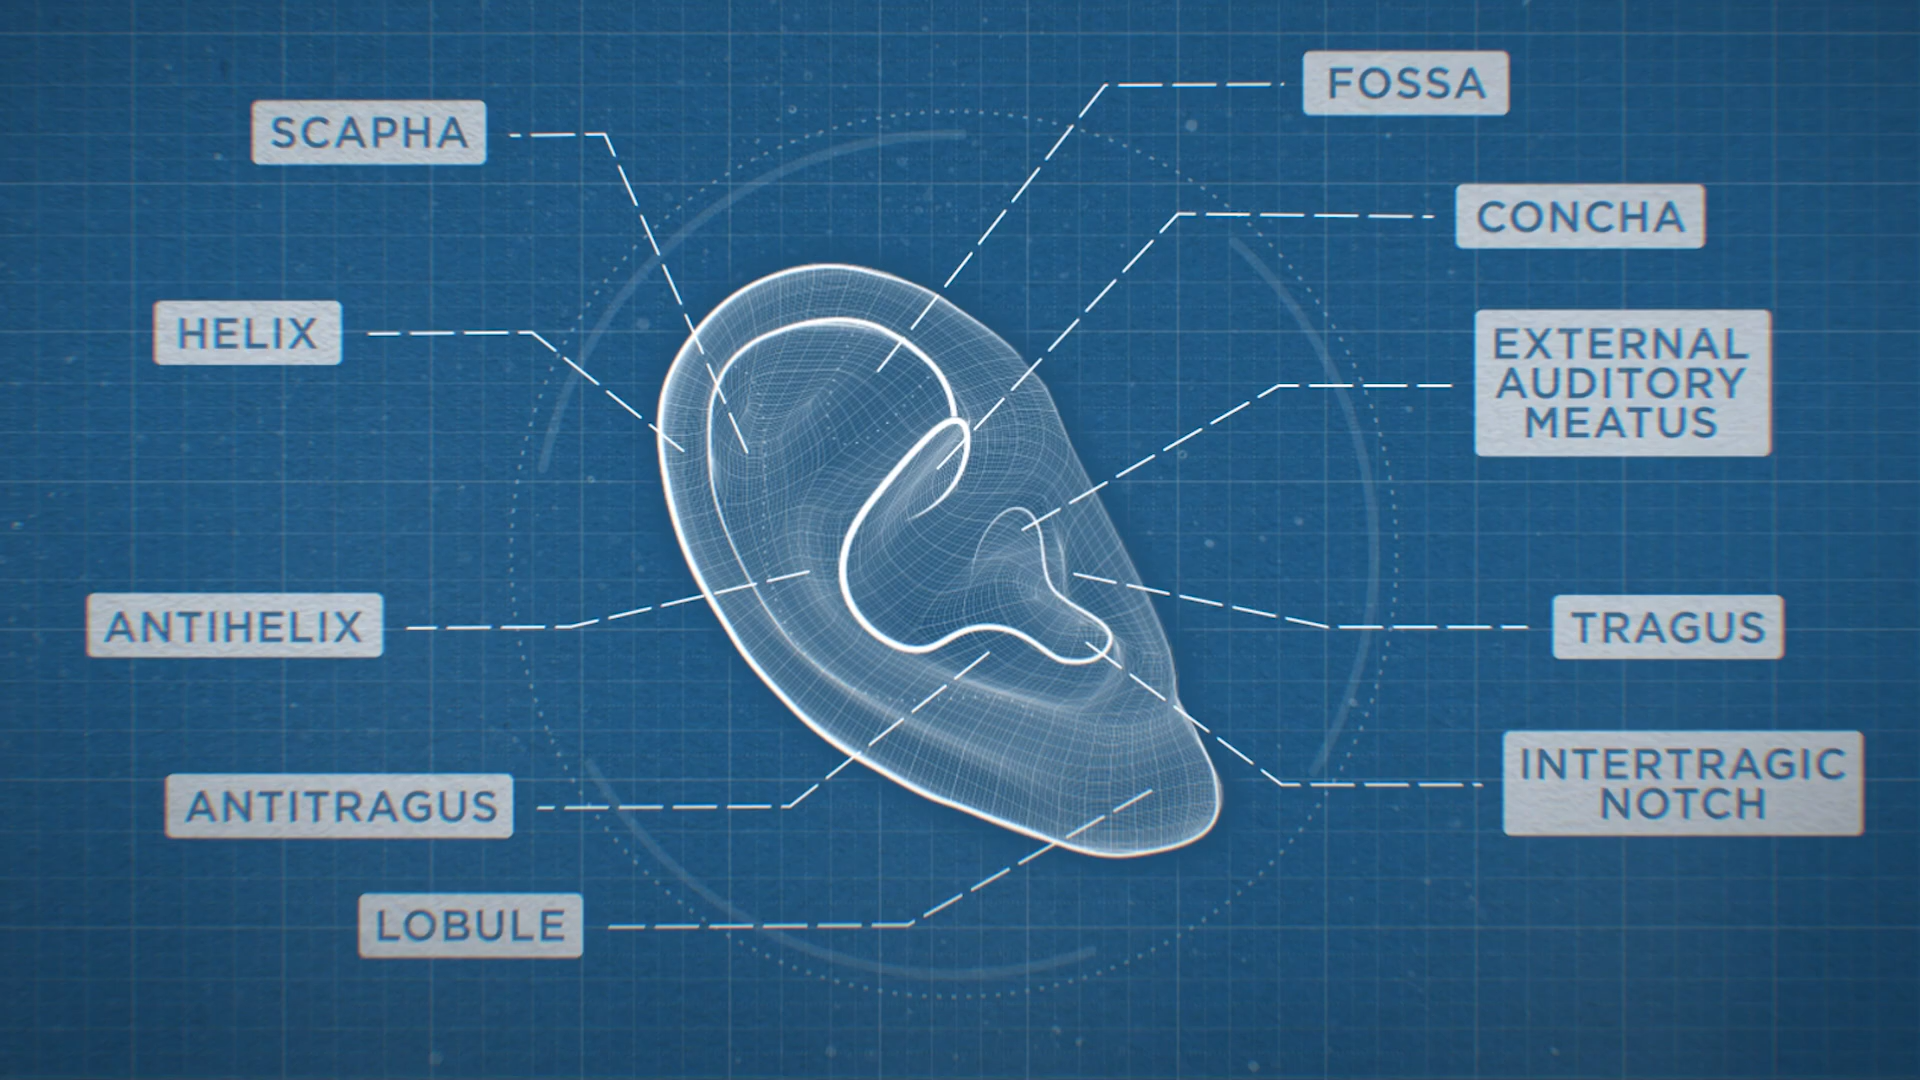 SCAPHA
HELIX
ANTIHELIX
ANTITRAGUS
LOBULE
FOSSA
CONCHA
EXTERNAL
AUDITORY
MEATUS
TRAGUS
INTERTRAGIC
NOTCH